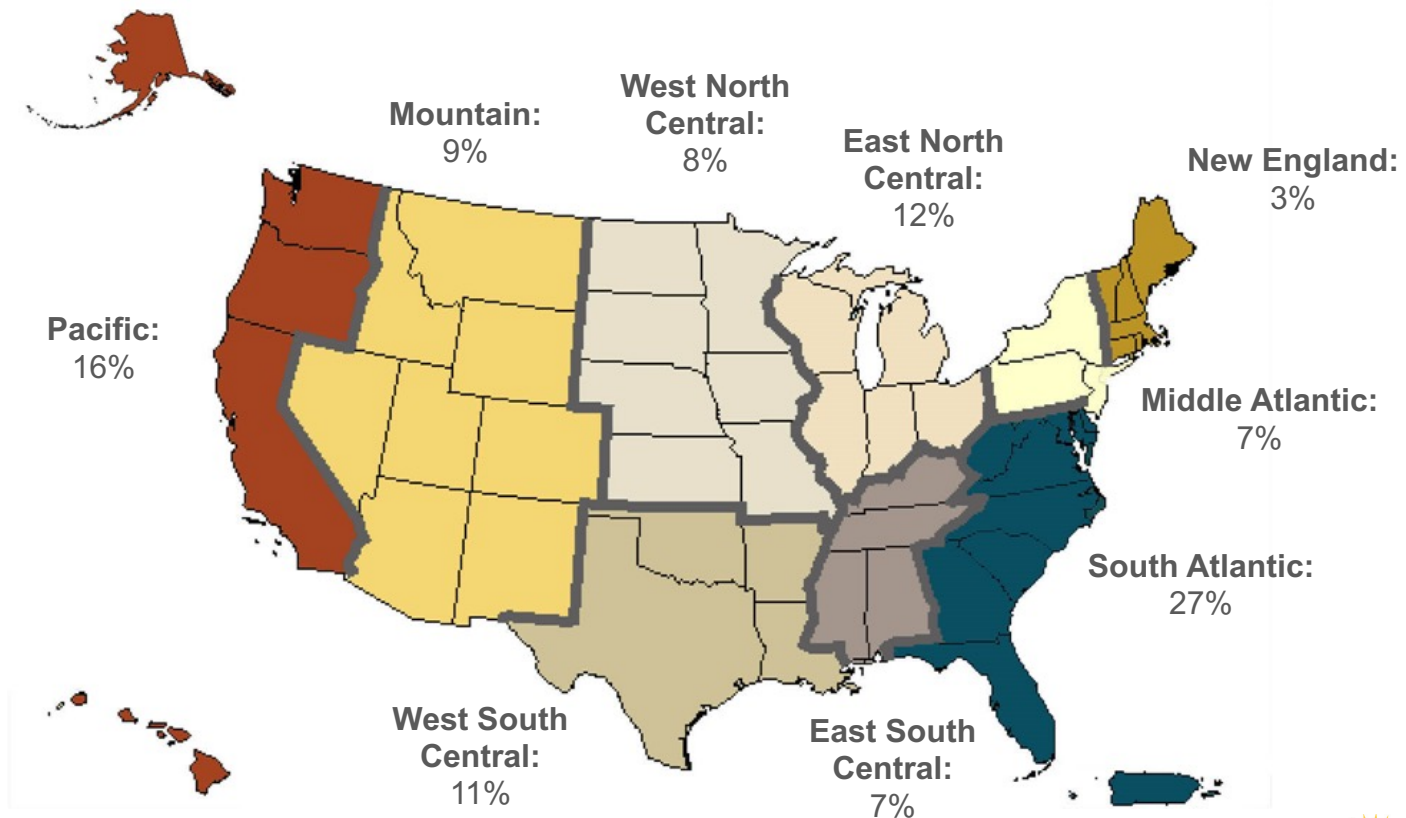 Mountain:
9%
West North
Central:
8%
East North
Central:
12%
New England:
3%
Pacific:
16%
Middle Atlantic:
7%
South Atlantic:
27%
West South
Central:
11%
East South
Central:
7%